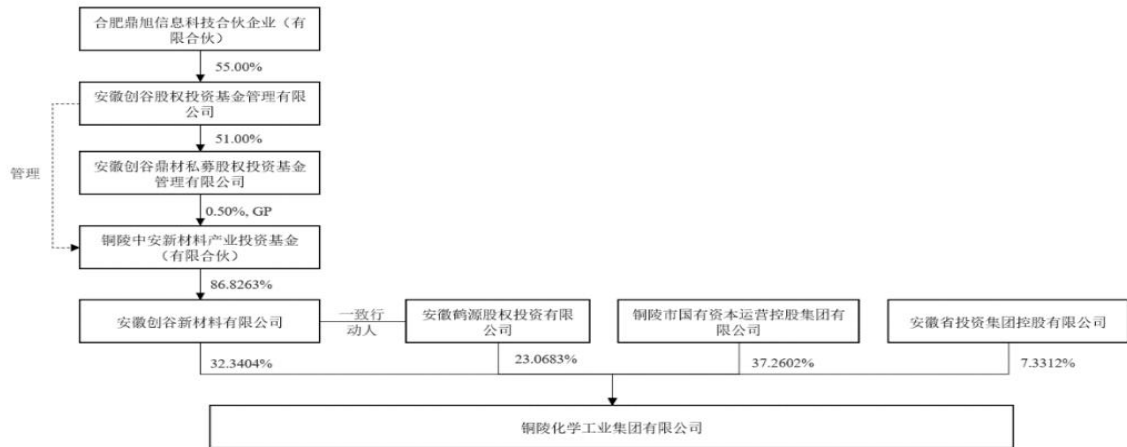 合肥鼎旭信息科技合伙企业（有
限合伙）
55.00%
安徽创谷股权投资基金管理有限
公司
51.00%
管理
安徽创谷鼎材私募股权投资基金
管理有限公司
0.50%, GP
铜陵中安新材料产业投资基金
（有限合伙）
86.8263%
安徽创谷新材料有限公司
一致行
动人
安徽鹤源股权投资有限
公司
铜陵市国有资本运营控股集团有
限公司
安徽省投资集团控股有限公司
32.3404%
23.0683%
37.2602%
7.3312%
铜陵化学工业集团有限公司